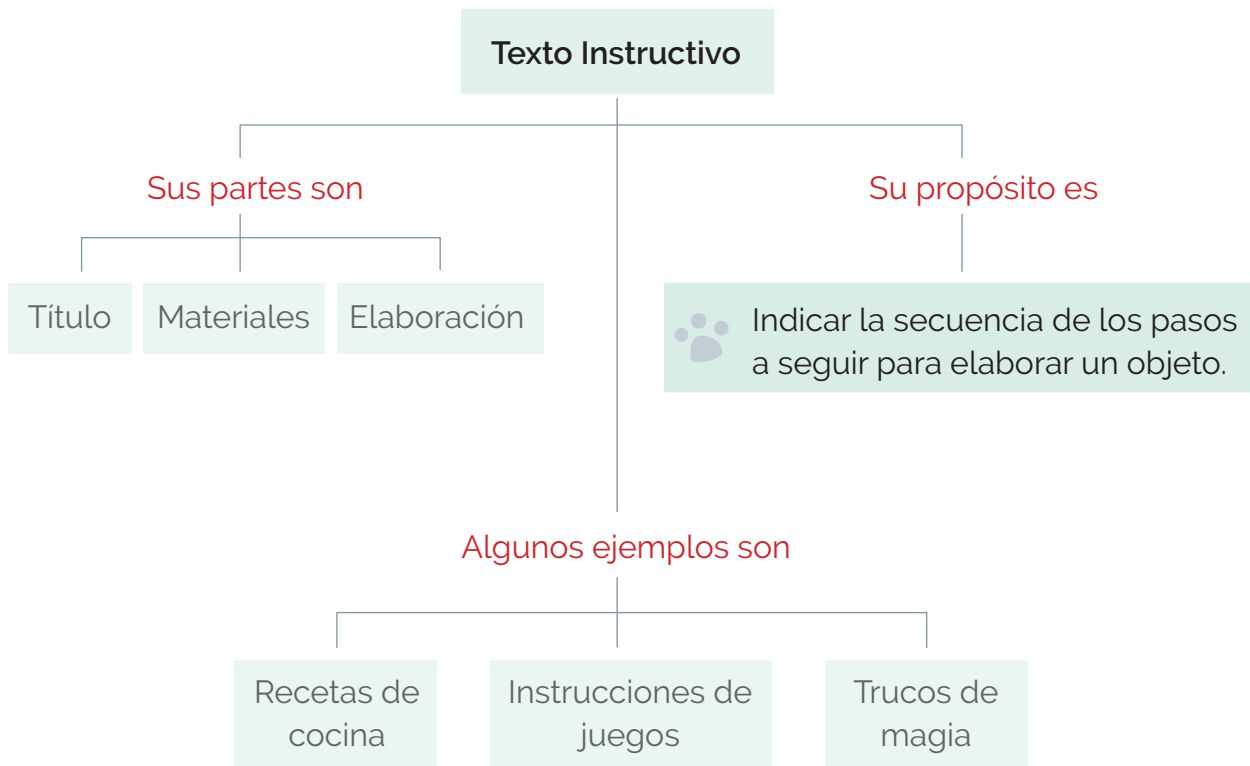 Texto Instructivo
Sus partes son
Su propósito es
Título
Materiales
Elaboración
Indicar la secuencia de los pasos
a seguir para elaborar un objeto.
Algunos ejemplos son
Recetas de
cocina
Instrucciones de
juegos
Trucos de
magia